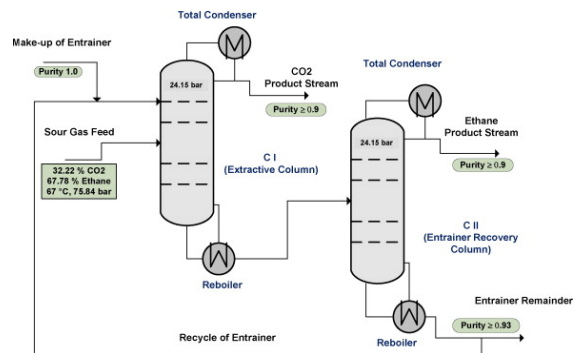 Total Condenser
Make-up of Entrainer
Purity 1.0
24.15 bar
CO2
Product Stream
Purity ≥ 0.9
Total Condenser
Sour Gas Feed
32.22 % CO2
67.78 % Ethane
67 °C, 75.84 bar
C I
(Extractive Column)
24.15 bar
Ethane
Product Stream
Purity ≥ 0.9
C II
(Entrainer Recovery
Column)
Reboiler
Entrainer Remainder
Purity ≥ 0.93
Recycle of Entrainer
Reboiler